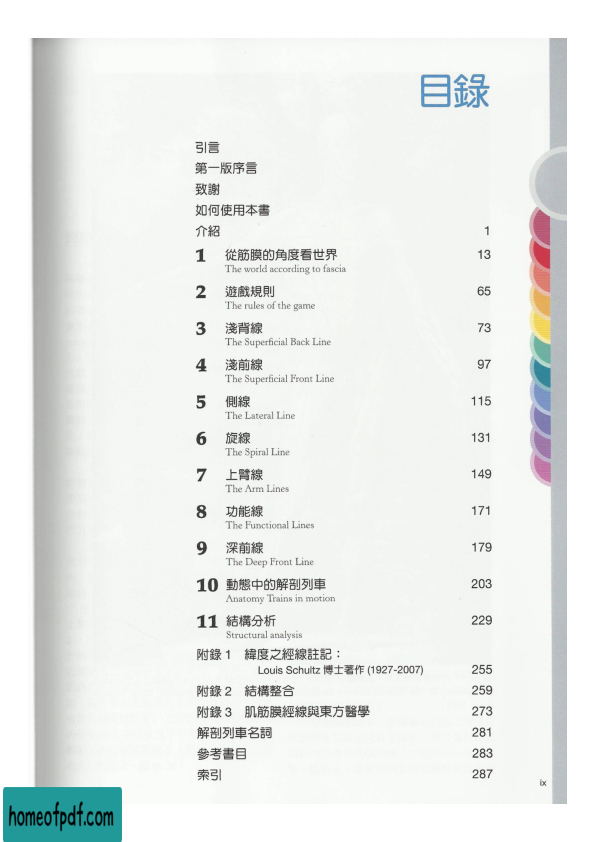 目錄
引言
第一版序言
致謝
如何使用本書
介紹 1
1 從筋膜的角度看世界 13
The world according to fascia
2 遊戲規則 65
The rules of the game
3 淺背線 73
The Superficial Back Line
4 淺前線 97
The Superficial Front Line
5 側線 115
The Lateral Line
6 旋線 131
The Spiral Line
7 上臂線 149
The Arm Lines
8 功能線 171
The Functional Lines
9 深前線 179
The Deep Front Line
10 動態中的解剖列車 203
Anatomy Trains in motion
11 結構分析 229
Structural analysis
附錄 1 緯度之經線註記：
Louis Schultz 博士著作 (1927-2007) 255
附錄 2 結構整合 259
附錄 3 肌筋膜經線與東方醫學 273
解剖列車名詞 281
參考書目 283
索引 287
ix
homeofpdf.com